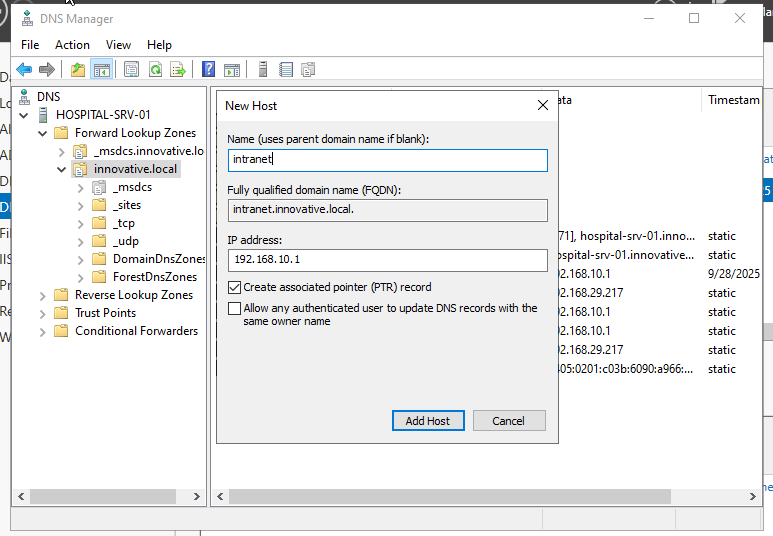 DNS Manager
File Action View Help
DNS
HOSPITAL-SRV-01
Forward Lookup Zones
_msdcs.innovative.lo
innovative.local
_msdcs
_sites
_tcp
_udp
DomainDnsZones
ForestDnsZones
Reverse Lookup Zones
Trust Points
Conditional Forwarders
New Host
Name (uses parent domain name if blank):
intranet
Fully qualified domain name (FQDN):
intranet.innovative.local.
IP address:
192.168.10.1
Create associated pointer (PTR) record
Allow any authenticated user to update DNS records with the
same owner name
Add Host Cancel
ata Timestam
71], hospital-srv-01.inno... static
ospital-srv-01.innovative... static
02.168.10.1 9/28/2025
02.168.29.217 static
02.168.10.1 static
02.168.10.1 static
02.168.29.217 static
405:0201:c03b:6090:a966:... static